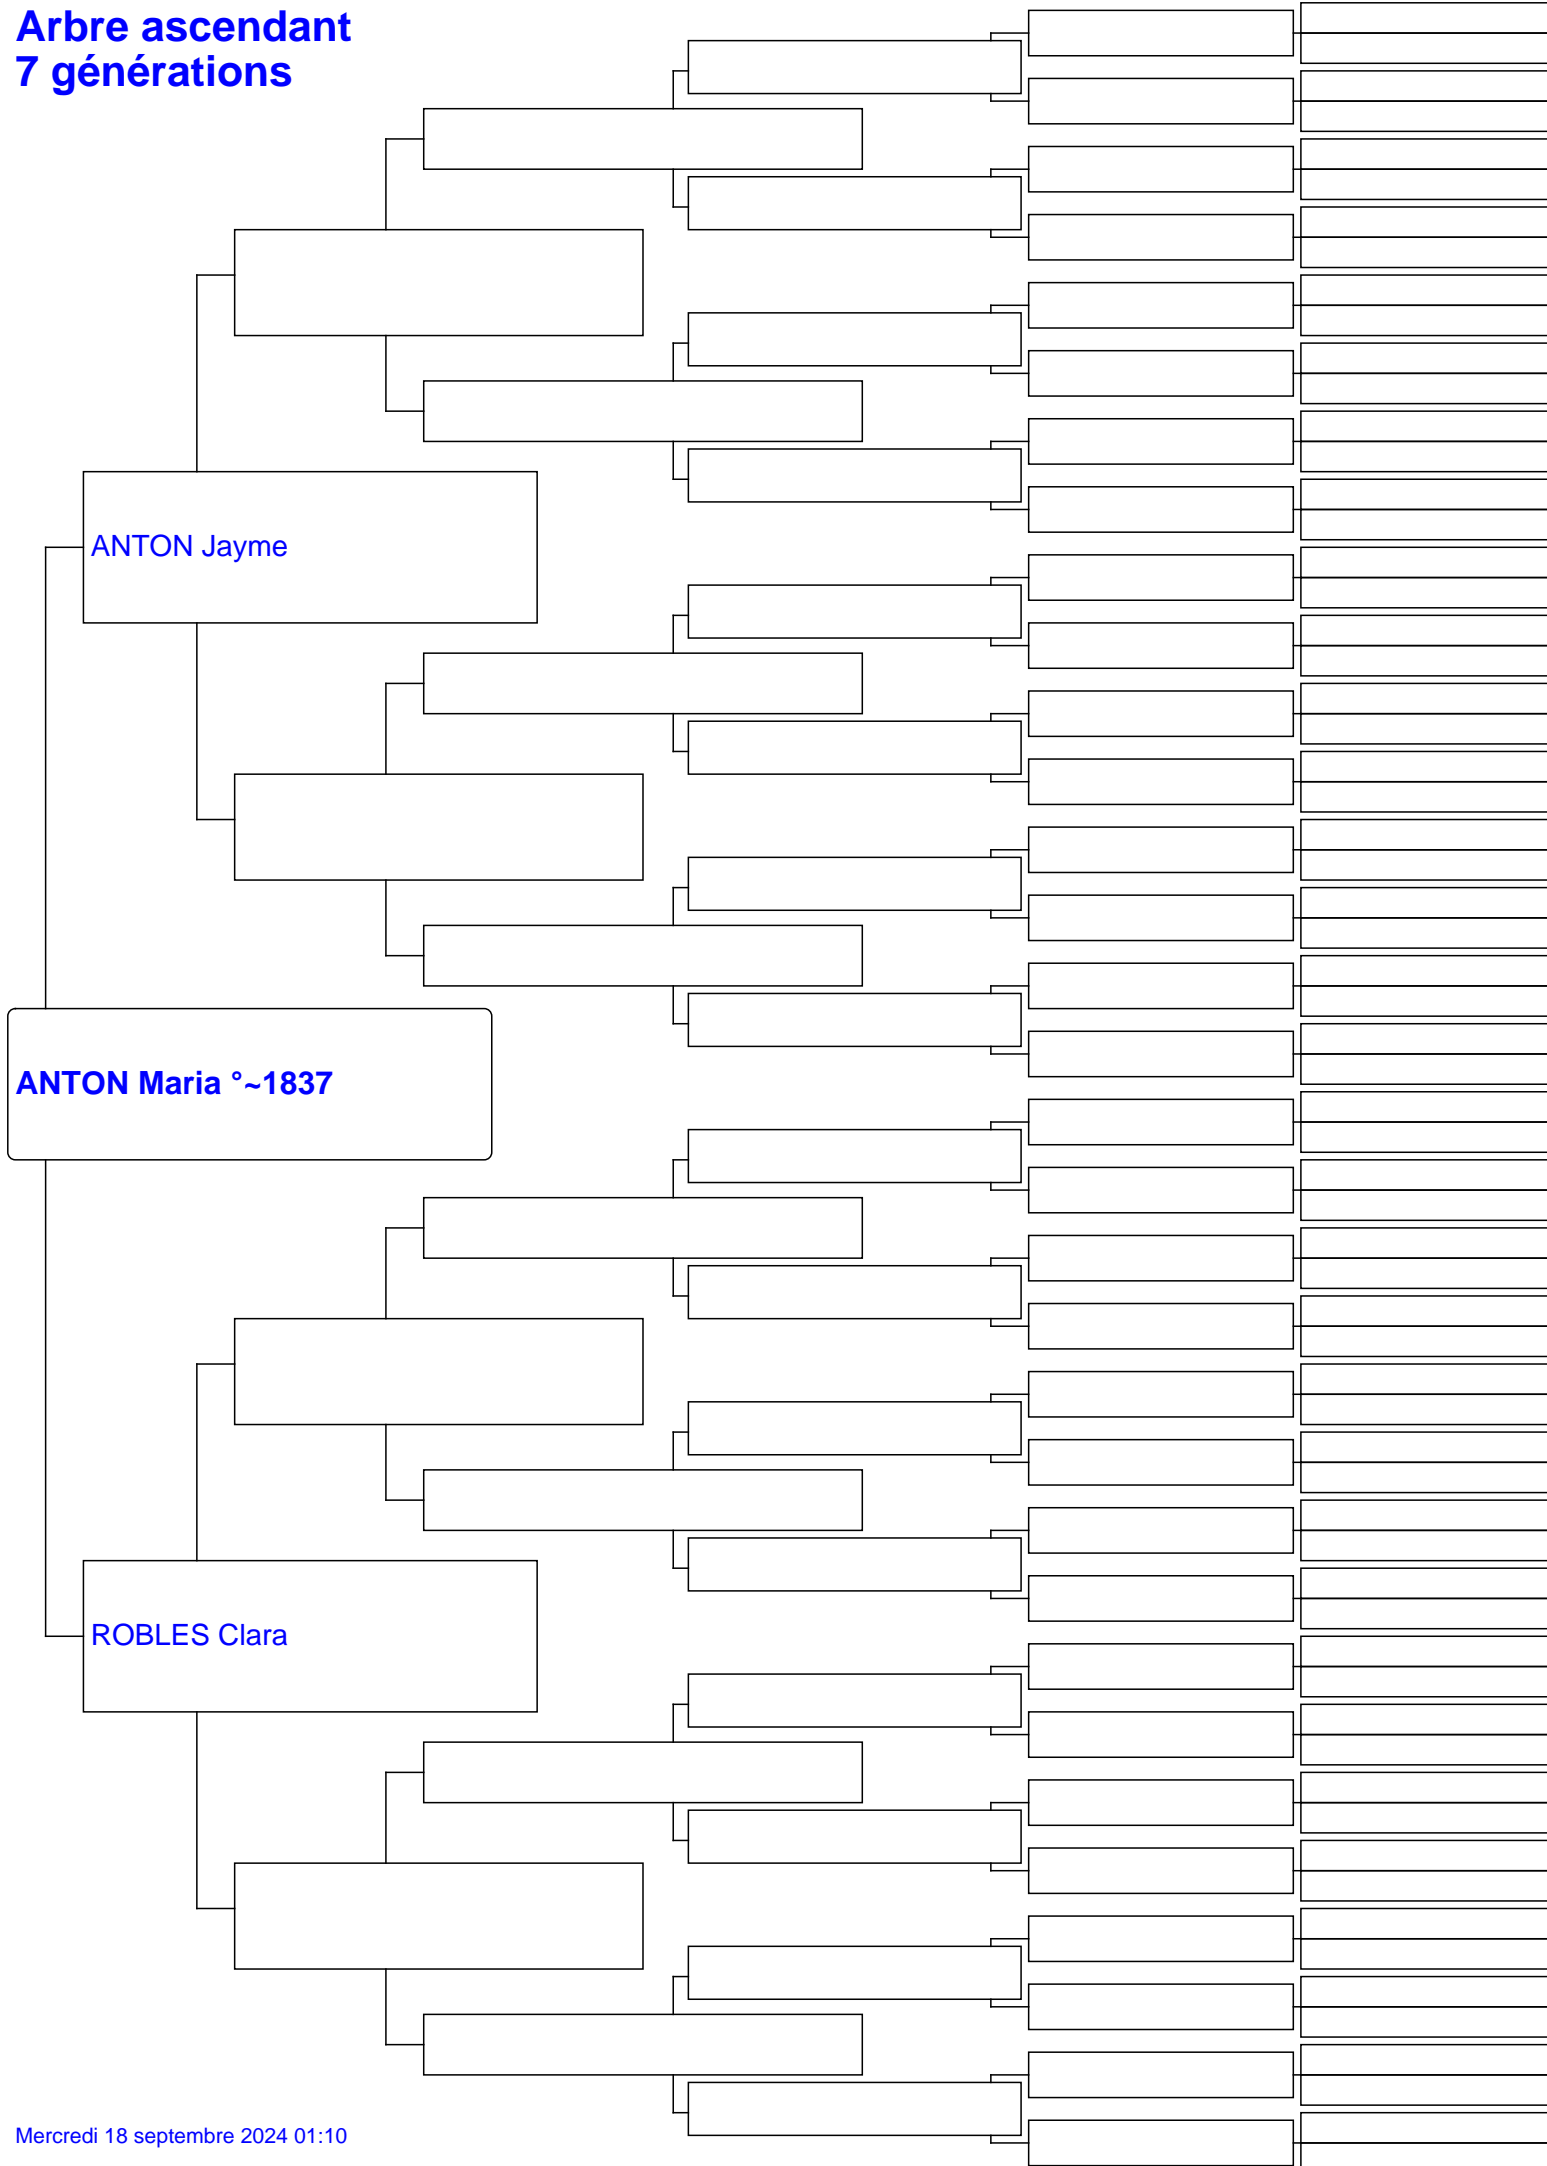 Arbre ascendant
7 générations
ANTON Jayme
ANTON Maria °~1837
ROBLES Clara
Mercredi 18 septembre 2024 01:10